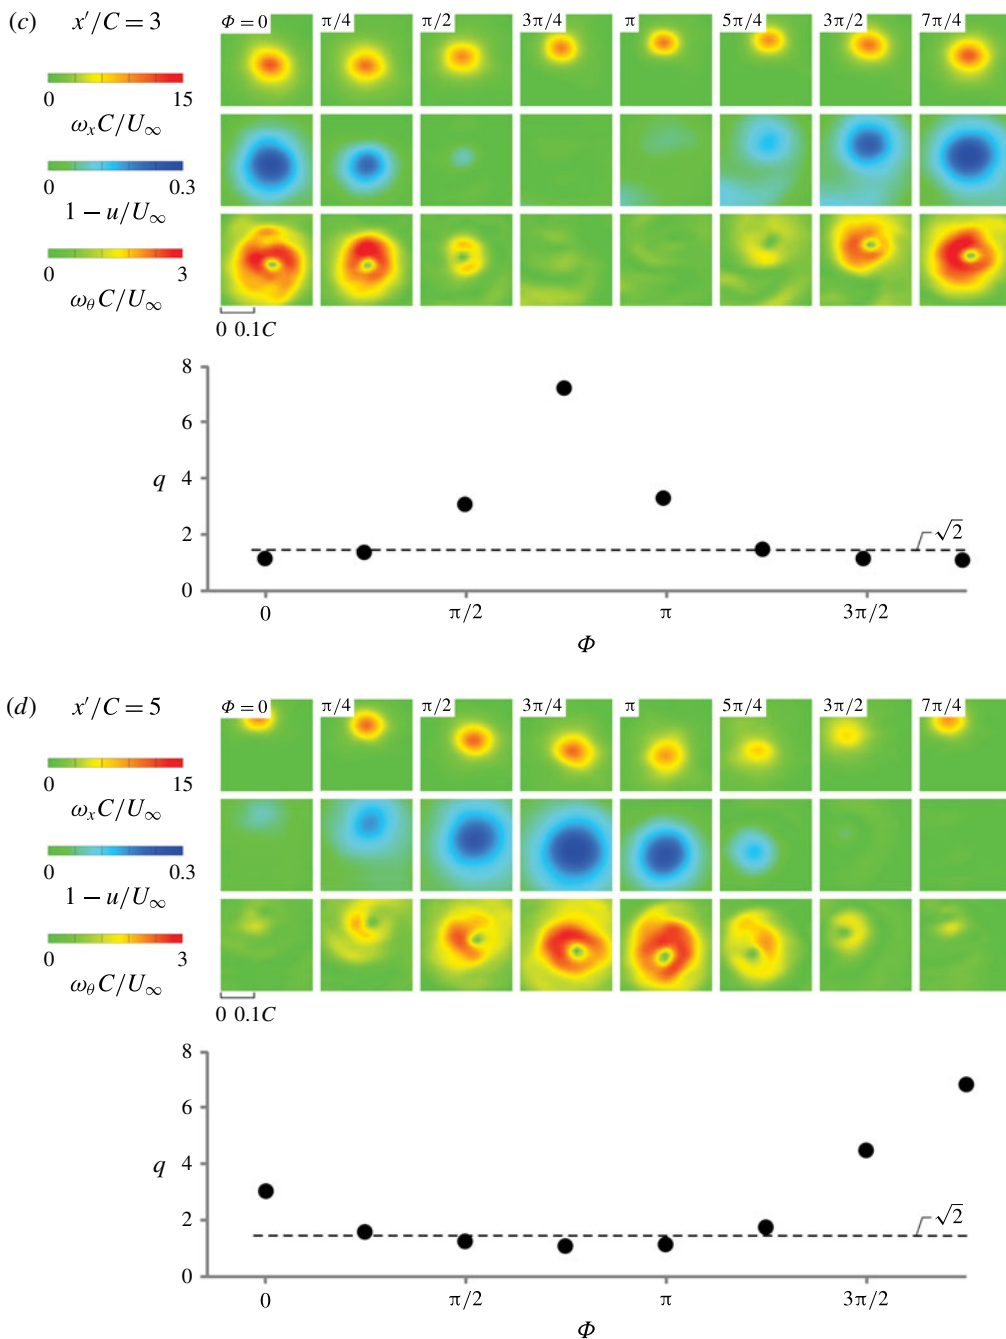 (c) x′/C = 3
Φ = 0 π/4 π/2 3π/4 π 5π/4 3π/2 7π/4
0 15
ω_x C/U_∞
0 0.3
1 − u/U_∞
0 3
ω_θ C/U_∞
0 0.1C
8
6
q 4
2
√2
0
0 π/2 π 3π/2
Φ
(d) x′/C = 5
Φ = 0 π/4 π/2 3π/4 π 5π/4 3π/2 7π/4
0 15
ω_x C/U_∞
0 0.3
1 − u/U_∞
0 3
ω_θ C/U_∞
0 0.1C
8
6
q 4
2
√2
0
0 π/2 π 3π/2
Φ